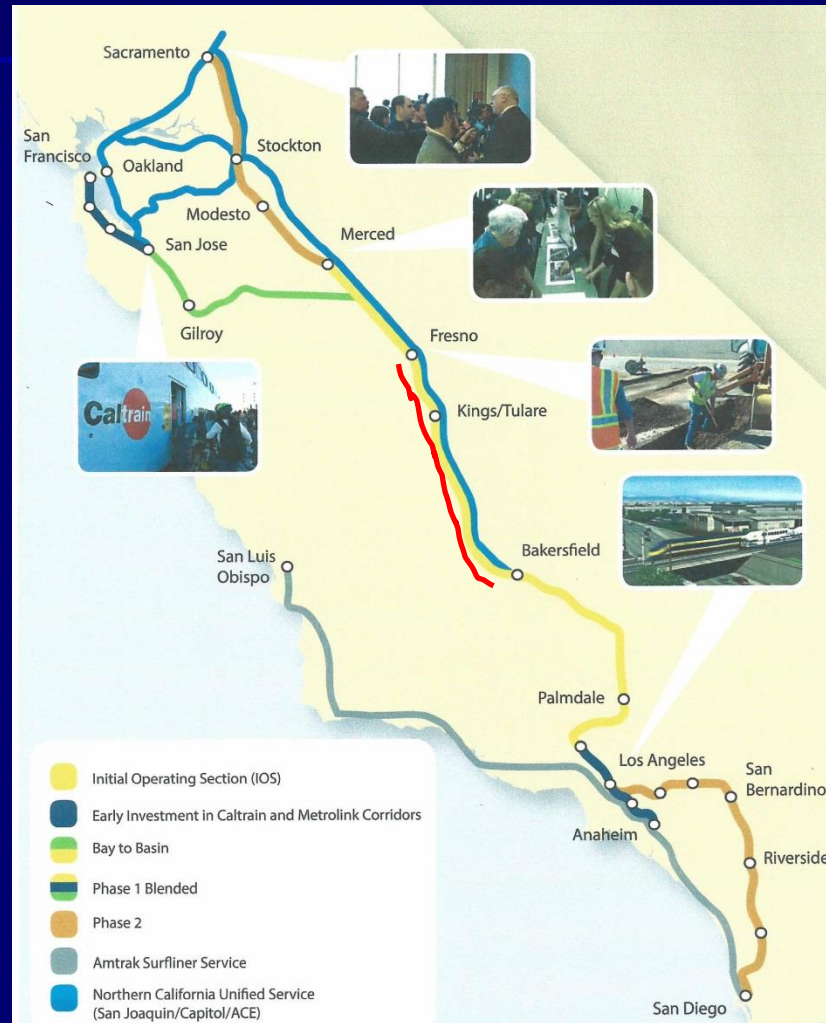 Sacramento
San
Francisco
Oakland
Stockton
Modesto
San Jose
Merced
Gilroy
Fresno
Caltrain
Kings/Tulare
San Luis
Obispo
Bakersfield
Palmdale
Los Angeles
San
Bernardino
Anaheim
Riverside
San Diego
Initial Operating Section (IOS)
Early Investment in Caltrain and Metrolink Corridors
Bay to Basin
Phase 1 Blended
Phase 2
Amtrak Surfliner Service
Northern California Unified Service
(San Joaquin/Capitol/ACE)